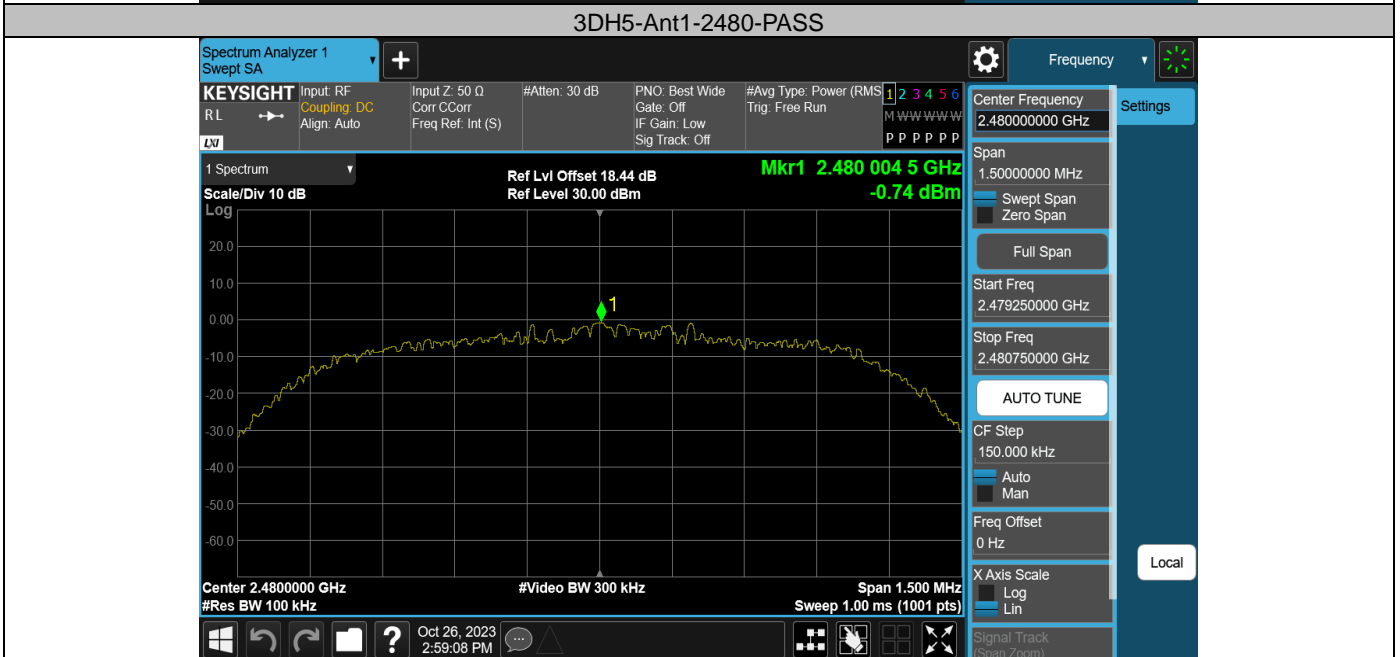 3DH5-Ant1-2480-PASS
Spectrum Analyzer 1
Swept SA
Frequency
KEYSIGHT
RL
LXI
Input: RF
Coupling: DC
Align: Auto
Input Z: 50 Ω
Corr CCorr
Freq Ref: Int (S)
#Atten: 30 dB
PNO: Best Wide
Gate: Off
IF Gain: Low
Sig Track: Off
#Avg Type: Power (RMS
Trig: Free Run
1 2 3 4 5 6
M W W W W W
P P P P P P
1 Spectrum
Scale/Div 10 dB
Ref Lvl Offset 18.44 dB
Ref Level 30.00 dBm
Mkr1 2.480 004 5 GHz
-0.74 dBm
Log
20.0
10.0
0.00
-10.0
-20.0
-30.0
-40.0
-50.0
-60.0
1
Center 2.4800000 GHz
#Res BW 100 kHz
#Video BW 300 kHz
Span 1.500 MHz
Sweep 1.00 ms (1001 pts)
Center Frequency
2.480000000 GHz
Span
1.50000000 MHz
Swept Span
Zero Span
Full Span
Start Freq
2.479250000 GHz
Stop Freq
2.480750000 GHz
AUTO TUNE
CF Step
150.000 kHz
Auto
Man
Freq Offset
0 Hz
X Axis Scale
Log
Lin
Signal Track
(Span Zoom)
Settings
Local
?
Oct 26, 2023
2:59:08 PM